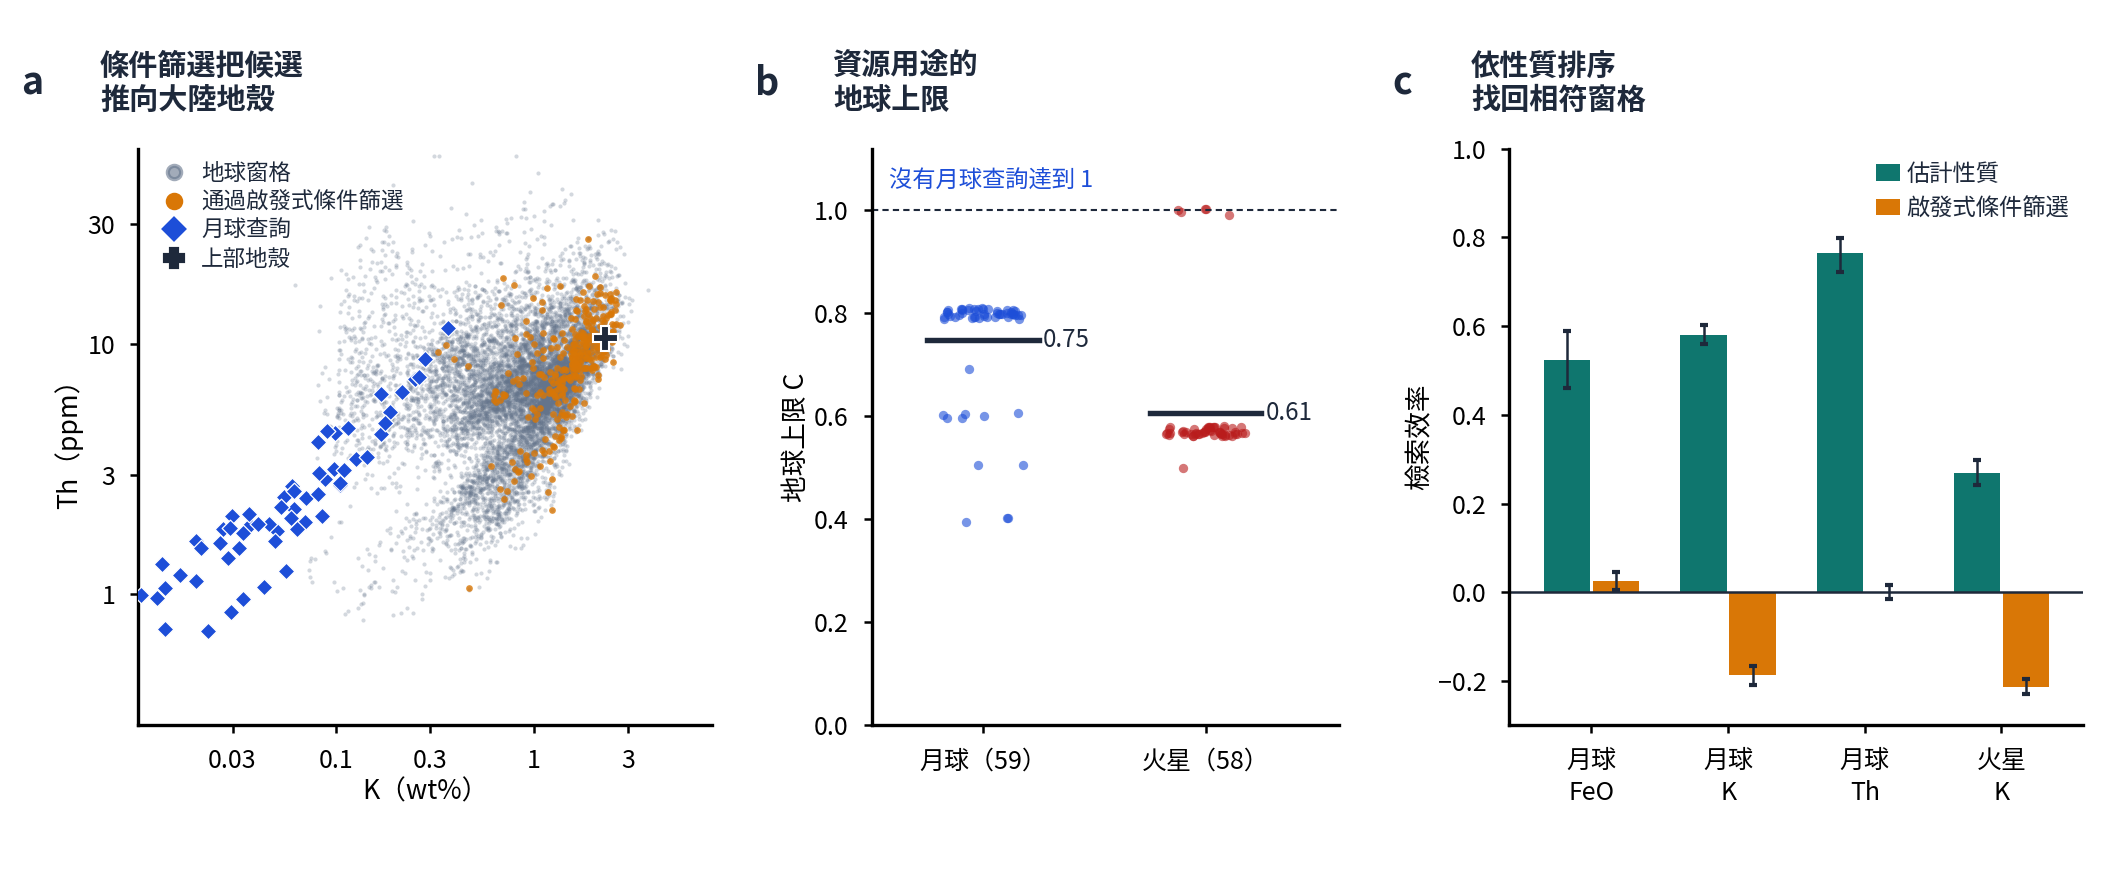 a
條件篩選把候選
推向大陸地殼
地球窗格
通過啟發式條件篩選
月球查詢
上部地殼
30
10
3
1
Th（ppm）
0.03
0.1
0.3
1
3
K（wt%）
b
資源用途的
地球上限
沒有月球查詢達到 1
1.0
0.8
0.6
0.4
0.2
0.0
地球上限 C
0.75
0.61
月球（59）
火星（58）
c
依性質排序
找回相符窗格
估計性質
啟發式條件篩選
1.0
0.8
0.6
0.4
0.2
0.0
−0.2
檢索效率
月球
FeO
月球
K
月球
Th
火星
K